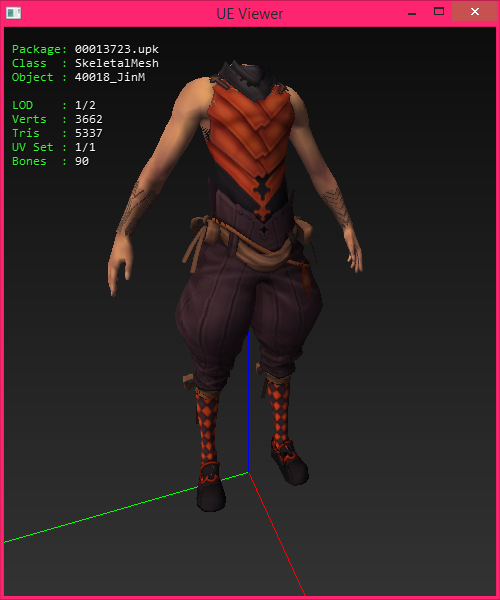 UE Viewer
Package: 00013723.upk
Class  : SkeletalMesh
Object : 40018_JinM
LOD    : 1/2
Verts  : 3662
Tris   : 5337
UV Set : 1/1
Bones  : 90